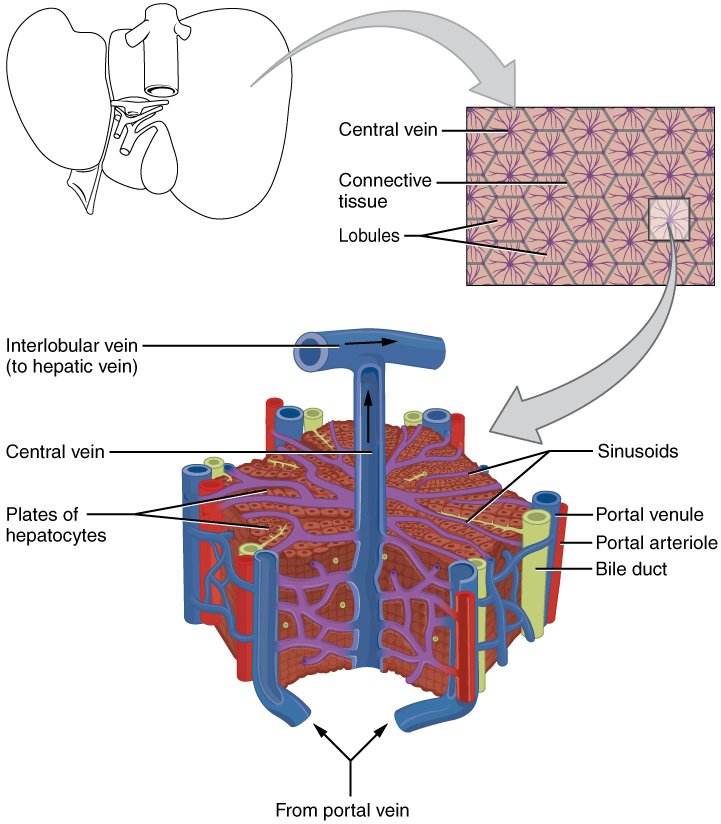 Central vein
Connective
tissue
Lobules
Interlobular vein
(to hepatic vein)
Central vein
Sinusoids
Plates of
hepatocytes
Portal venule
Portal arteriole
Bile duct
From portal vein